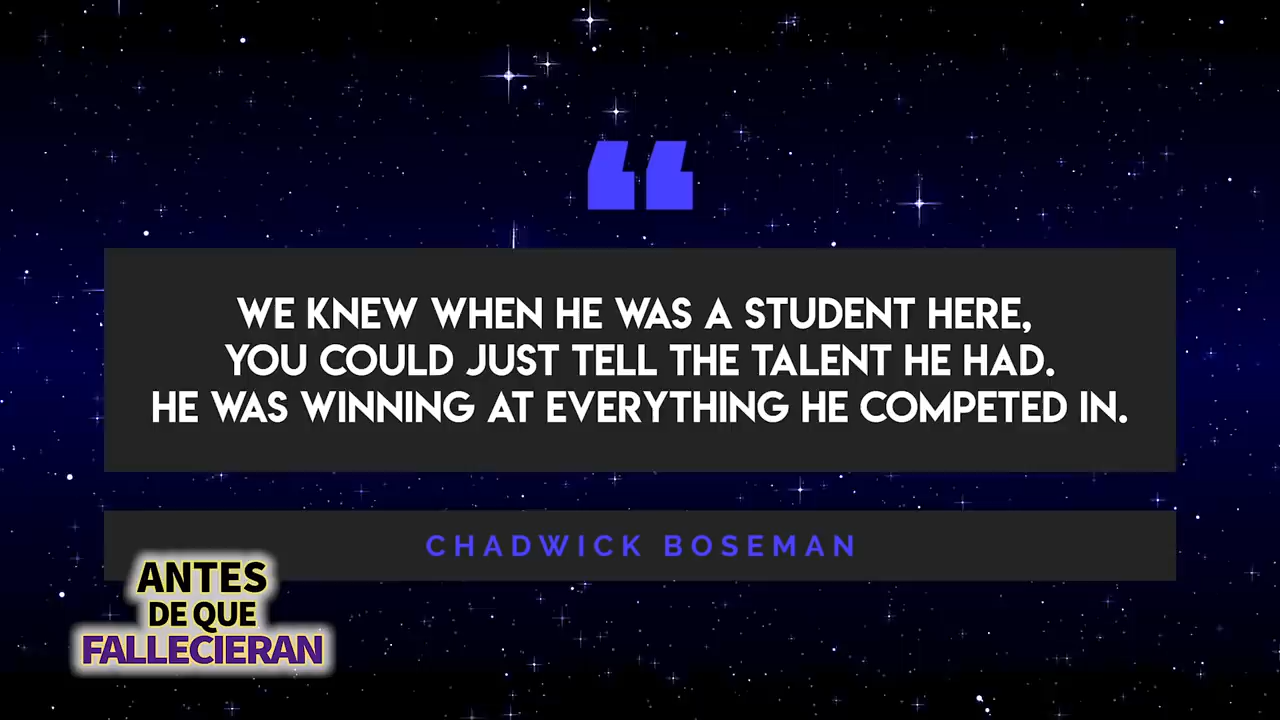 “
WE KNEW WHEN HE WAS A STUDENT HERE,
YOU COULD JUST TELL THE TALENT HE HAD.
HE WAS WINNING AT EVERYTHING HE COMPETED IN.
CHADWICK BOSEMAN
ANTES
DE QUE
FALLECIERAN